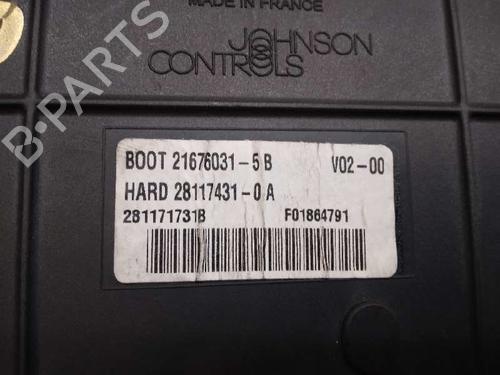 MADE IN FRANCE
JOHNSON
CONTROLS
B-PARTS
BOOT 21676031-5 B V02-00
HARD 28117431-0 A
281171731B F01864791